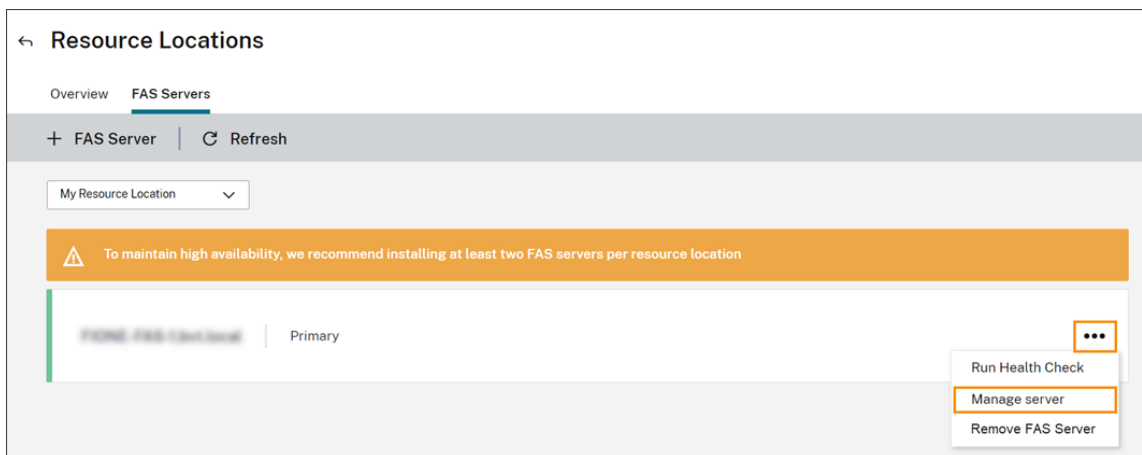 Resource Locations
Overview FAS Servers
+ FAS Server Refresh
My Resource Location
To maintain high availability, we recommend installing at least two FAS servers per resource location
Primary
Run Health Check
Manage server
Remove FAS Server